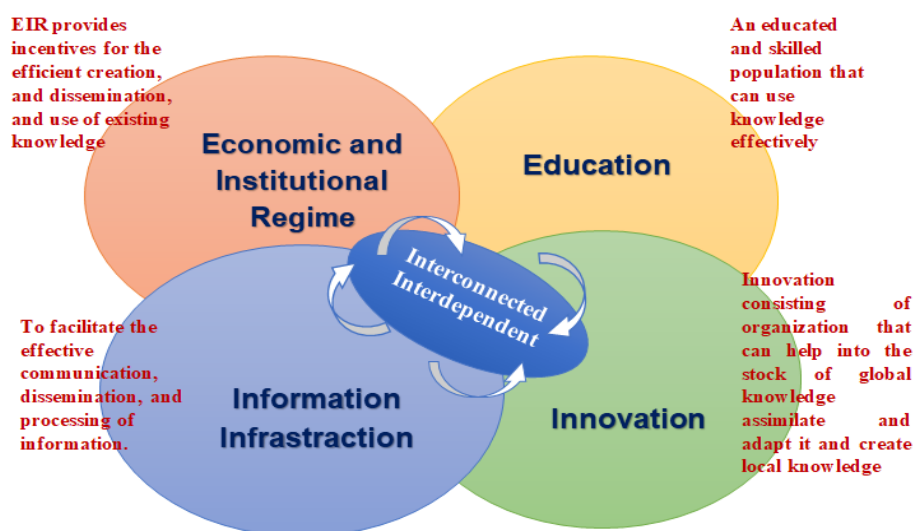 EIR provides
incentives for the
efficient creation,
and dissemination,
and use of existing
knowledge
Economic and
Institutional
Regime
An educated
and skilled
population that
can use
knowledge
effectively
Education
Interconnected
Interdependent
To facilitate the
effective
communication,
dissemination, and
processing of
information.
Information
Infrastraction
Innovation
consisting of
organization that
can help into the
stock of global
knowledge
assimilate and
adapt it and create
local knowledge
Innovation